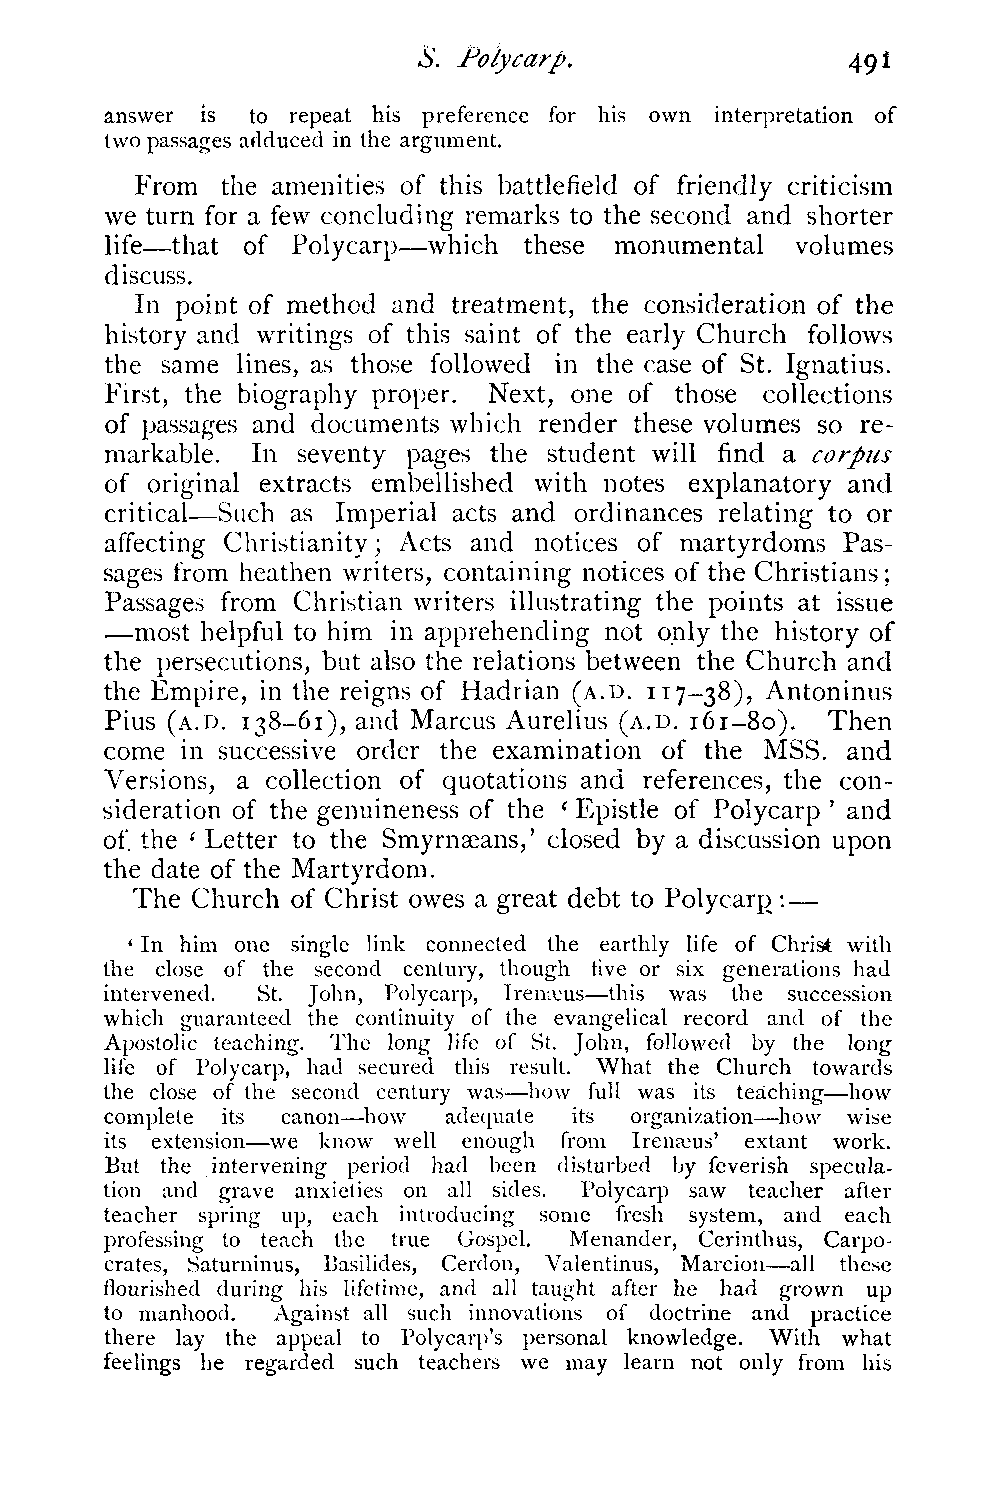 S. Polycarp. 491
answer is to repeat his preference for his own interpretation of
two passages adduced in the argument.
From the amenities of this battlefield of friendly criticism
we turn for a few concluding remarks to the second and shorter
life—that of Polycarp—which these monumental volumes
discuss.
In point of method and treatment, the consideration of the
history and writings of this saint of the early Church follows
the same lines, as those followed in the case of St. Ignatius.
First, the biography proper. Next, one of those collections
of passages and documents which render these volumes so re-
markable. In seventy pages the student will find a corpus
of original extracts embellished with notes explanatory and
critical—Such as Imperial acts and ordinances relating to or
affecting Christianity; Acts and notices of martyrdoms Pas-
sages from heathen writers, containing notices of the Christians;
Passages from Christian writers illustrating the points at issue
—most helpful to him in apprehending not only the history of
the persecutions, but also the relations between the Church and
the Empire, in the reigns of Hadrian (A.D. 117–38), Antoninus
Pius (A.D. 138–61), and Marcus Aurelius (A.D. 161–80). Then
come in successive order the examination of the MSS. and
Versions, a collection of quotations and references, the con-
sideration of the genuineness of the ‘Epistle of Polycarp’ and
of the ‘Letter to the Smyrnæans,’ closed by a discussion upon
the date of the Martyrdom.
The Church of Christ owes a great debt to Polycarp:—
‘In him one single link connected the earthly life of Christ with
the close of the second century, though five or six generations had
intervened. St. John, Polycarp, Irenæus—this was the succession
which guaranteed the continuity of the evangelical record and of the
Apostolic teaching. The long life of St. John, followed by the long
life of Polycarp, had secured this result. What the Church towards
the close of the second century was—how full was its teaching—how
complete its canon—how adequate its organization—how wise
its extension—we know well enough from Irenæus’ extant work.
But the intervening period had been disturbed by feverish specula-
tion and grave anxieties on all sides. Polycarp saw teacher after
teacher spring up, each introducing some fresh system, and each
professing to teach the true Gospel. Menander, Cerinthus, Carpo-
crates, Saturninus, Basilides, Cerdon, Valentinus, Marcion—all these
flourished during his lifetime, and all taught after he had grown up
to manhood. Against all such innovations of doctrine and practice
there lay the appeal to Polycarp’s personal knowledge. With what
feelings he regarded such teachers we may learn not only from his